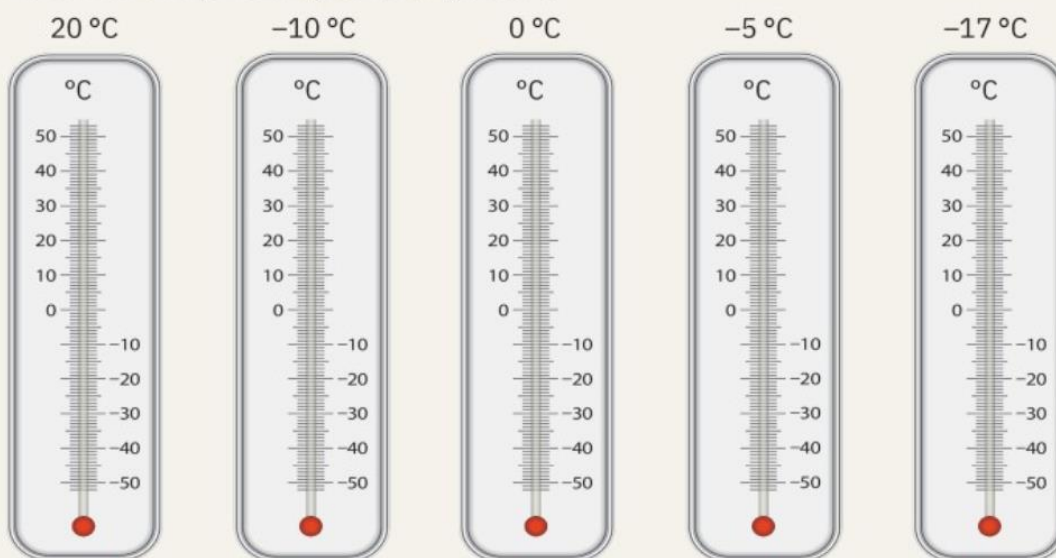 20 °C –10 °C 0 °C –5 °C –17 °C
°C °C °C °C °C
50 50 50 50 50
40 40 40 40 40
30 30 30 30 30
20 20 20 20 20
10 10 10 10 10
0 0 0 0 0
–10 –10 –10 –10 –10
–20 –20 –20 –20 –20
–30 –30 –30 –30 –30
–40 –40 –40 –40 –40
–50 –50 –50 –50 –50